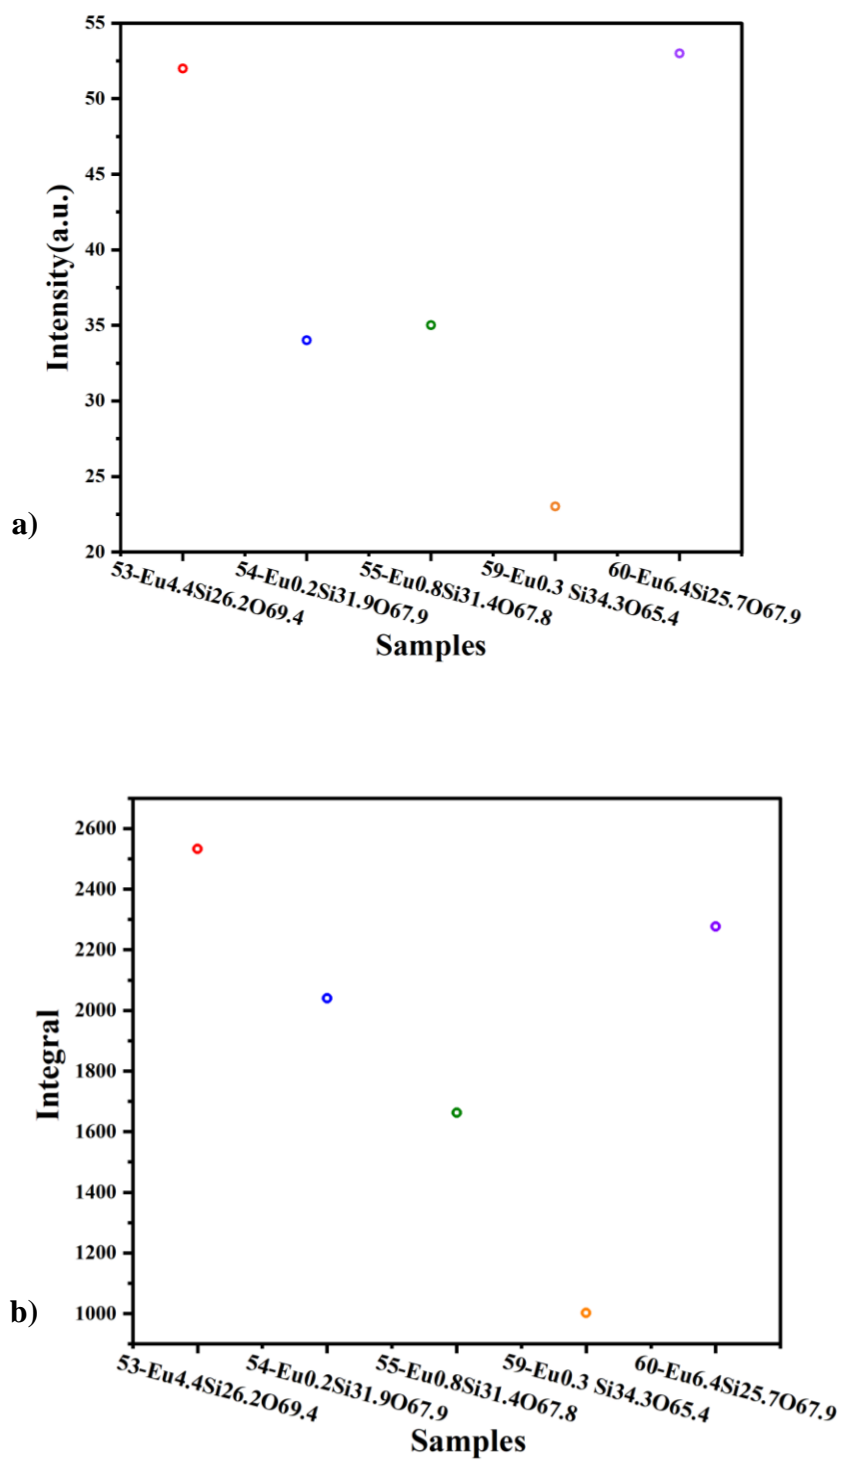 55
50
45
40
35
30
25
20
Intensity(a.u.)
a)
53-Eu4.4Si26.2O69.4
54-Eu0.2Si31.9O67.9
55-Eu0.8Si31.4O67.8
59-Eu0.3 Si34.3O65.4
60-Eu6.4Si25.7O67.9
Samples
2600
2400
2200
2000
1800
1600
1400
1200
1000
Integral
b)
53-Eu4.4Si26.2O69.4
54-Eu0.2Si31.9O67.9
55-Eu0.8Si31.4O67.8
59-Eu0.3 Si34.3O65.4
60-Eu6.4Si25.7O67.9
Samples